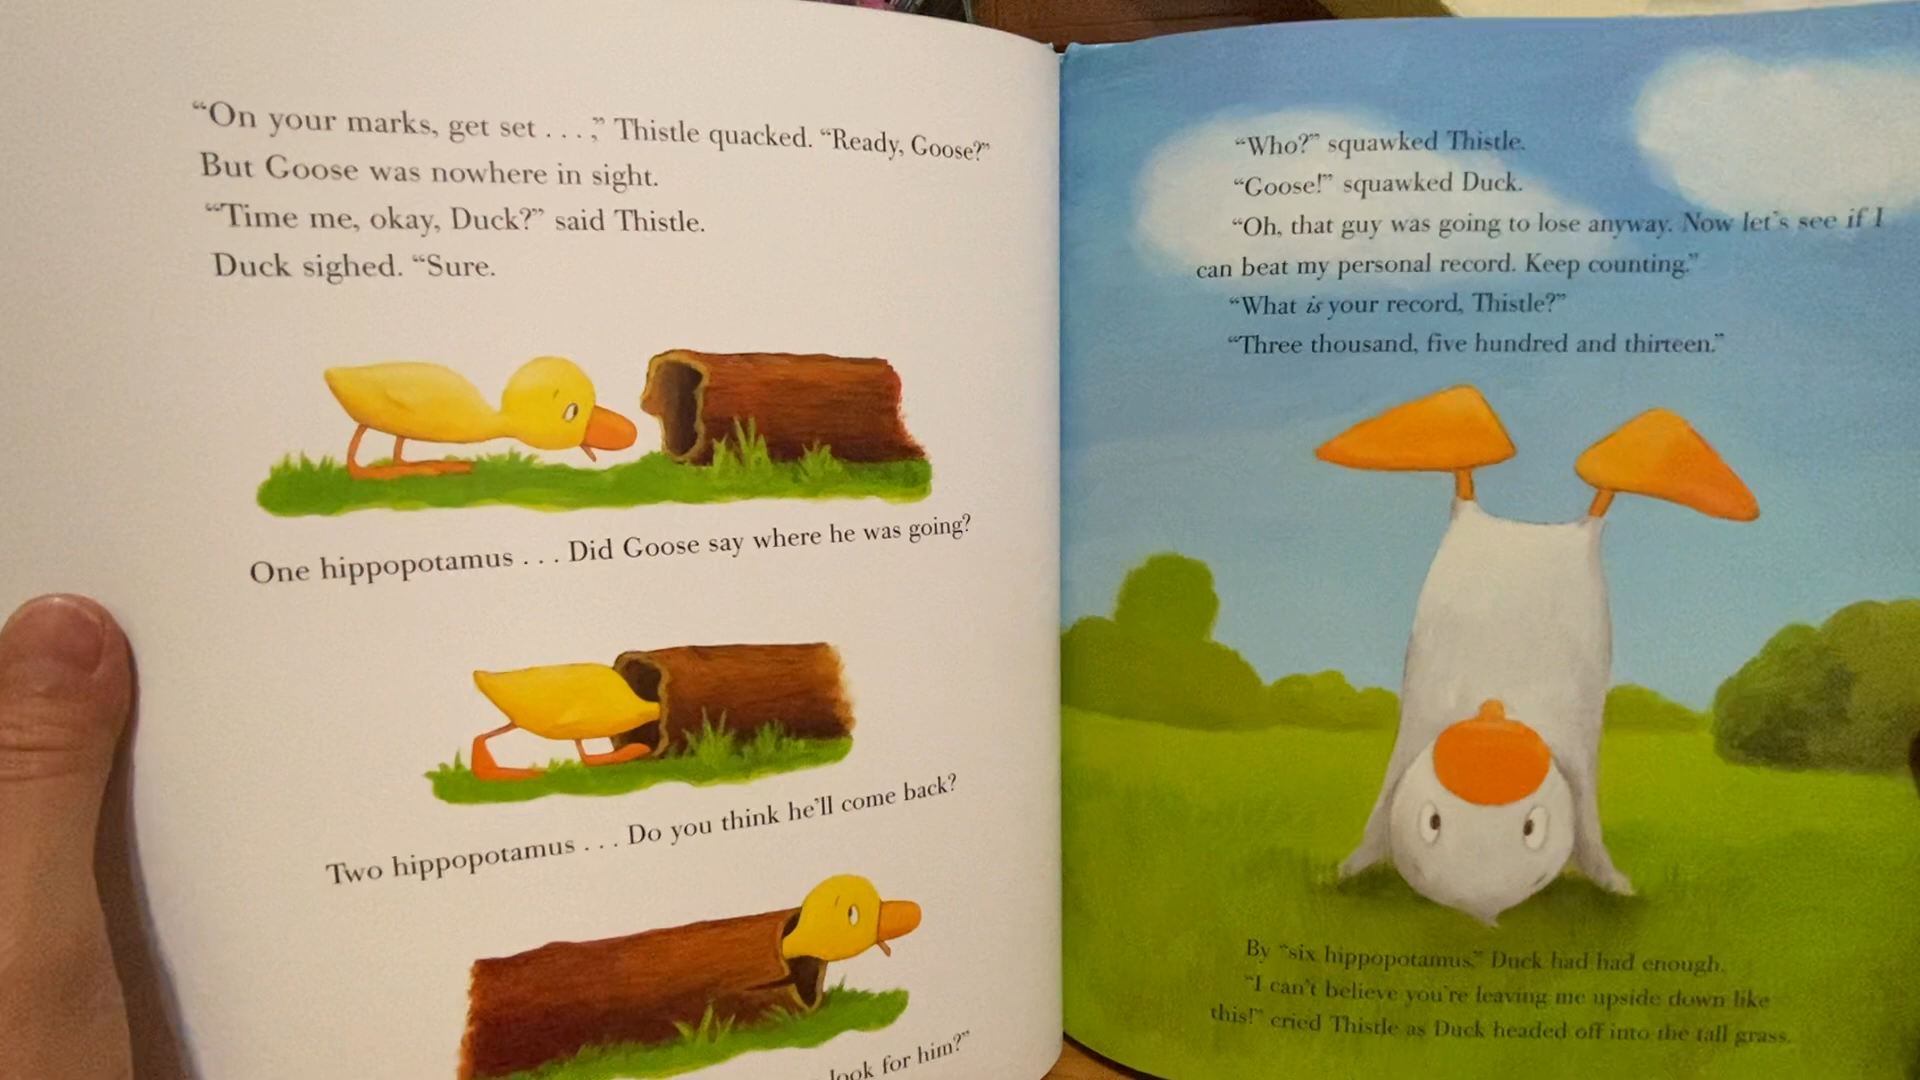 “On your marks, get set . . . ,” Thistle quacked. “Ready, Goose?”
But Goose was nowhere in sight.
“Time me, okay, Duck?” said Thistle.
Duck sighed. “Sure.
One hippopotamus . . . Did Goose say where he was going?
Two hippopotamus . . . Do you think he’ll come back?
look for him?”
“Who?” squawked Thistle.
“Goose!” squawked Duck.
“Oh, that guy was going to lose anyway. Now let’s see if I
can beat my personal record. Keep counting.”
“What is your record, Thistle?”
“Three thousand, five hundred and thirteen.”
By “six hippopotamus,” Duck had had enough.
“I can’t believe you’re leaving me upside down like
this!” cried Thistle as Duck headed off into the tall grass.